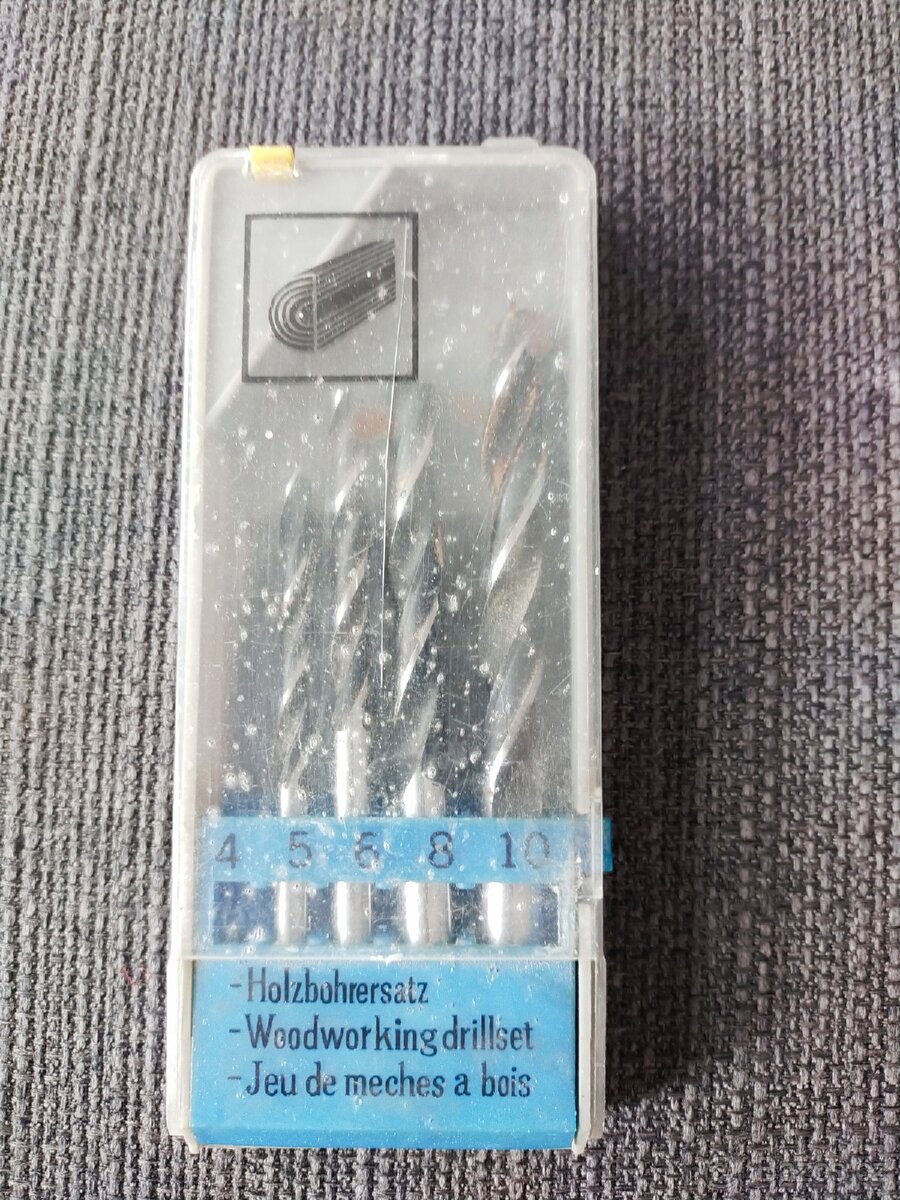 4 5 6 8 10
-Holzbohrersatz
-Woodworking drillset
-Jeu de meches a bois